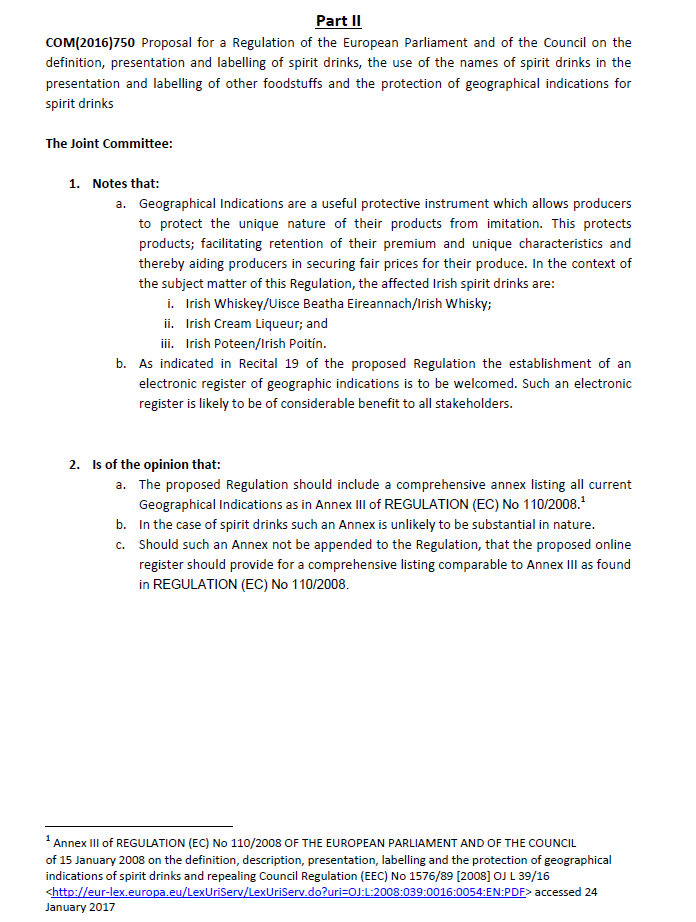 Part II
COM(2016)750 Proposal for a Regulation of the European Parliament and of the Council on the
definition, presentation and labelling of spirit drinks, the use of the names of spirit drinks in the
presentation and labelling of other foodstuffs and the protection of geographical indications for
spirit drinks
The Joint Committee:
1. Notes that:
a. Geographical Indications are a useful protective instrument which allows producers
to protect the unique nature of their products from imitation. This protects
products; facilitating retention of their premium and unique characteristics and
thereby aiding producers in securing fair prices for their produce. In the context of
the subject matter of this Regulation, the affected Irish spirit drinks are:
i. Irish Whiskey/Uisce Beatha Eireannach/Irish Whisky;
ii. Irish Cream Liqueur; and
iii. Irish Poteen/Irish Poitín.
b. As indicated in Recital 19 of the proposed Regulation the establishment of an
electronic register of geographic indications is to be welcomed. Such an electronic
register is likely to be of considerable benefit to all stakeholders.
2. Is of the opinion that:
a. The proposed Regulation should include a comprehensive annex listing all current
Geographical Indications as in Annex III of REGULATION (EC) No 110/2008.1
b. In the case of spirit drinks such an Annex is unlikely to be substantial in nature.
c. Should such an Annex not be appended to the Regulation, that the proposed online
register should provide for a comprehensive listing comparable to Annex III as found
in REGULATION (EC) No 110/2008.
1 Annex III of REGULATION (EC) No 110/2008 OF THE EUROPEAN PARLIAMENT AND OF THE COUNCIL
of 15 January 2008 on the definition, description, presentation, labelling and the protection of geographical
indications of spirit drinks and repealing Council Regulation (EEC) No 1576/89 [2008] OJ L 39/16
<http://eur-lex.europa.eu/LexUriServ/LexUriServ.do?uri=OJ:L:2008:039:0016:0054:EN:PDF> accessed 24
January 2017